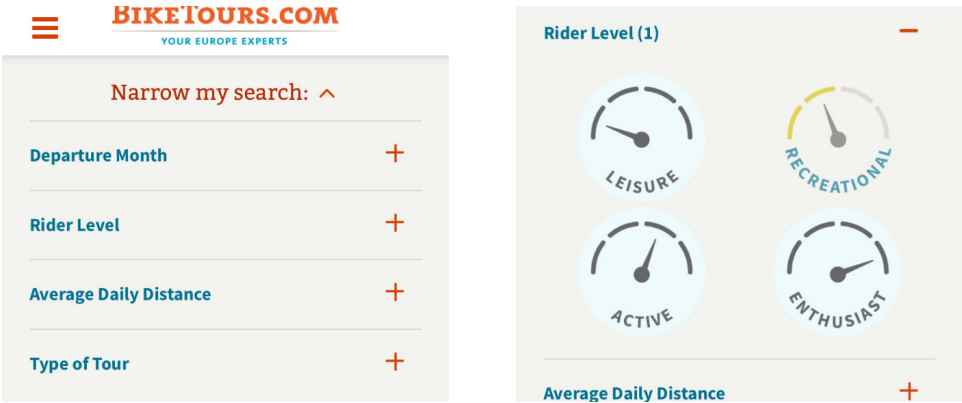 BIKETOURS.COM
YOUR EUROPE EXPERTS
Narrow my search:
Departure Month
Rider Level
Average Daily Distance
Type of Tour
Rider Level (1)
LEISURE
RECREATIONAL
ACTIVE
ENTHUSIAST
Average Daily Distance